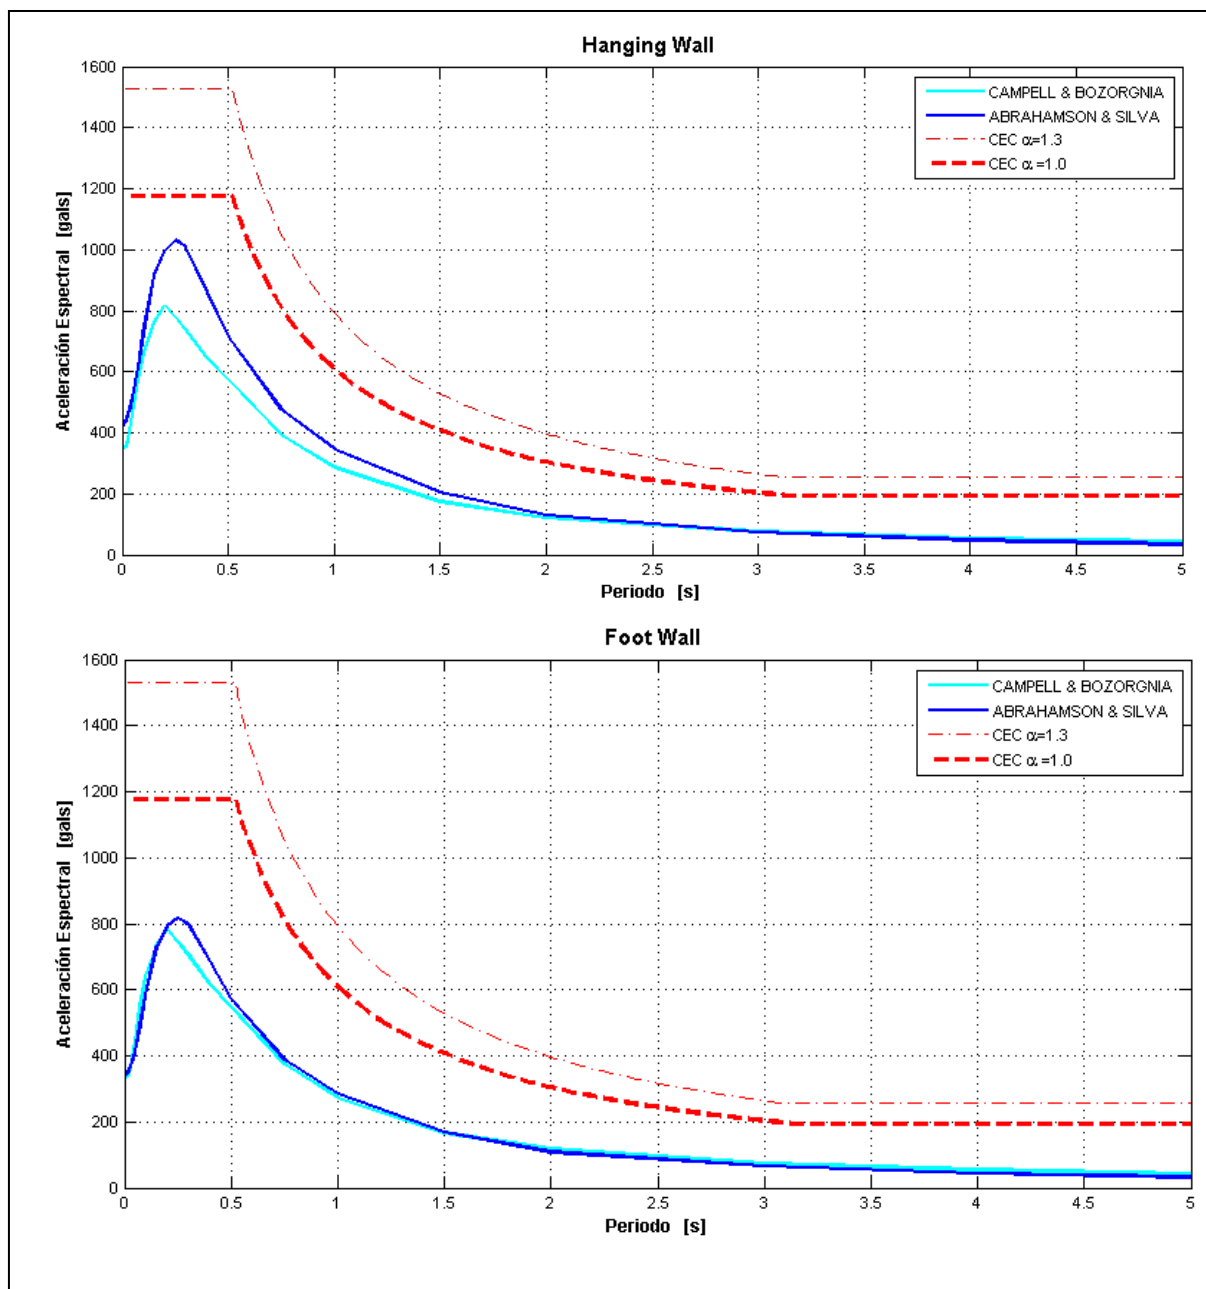 Hanging Wall
1600
1400
1200
1000
800
600
400
200
0
Aceleración Espectral [gals]
CAMPELL & BOZORGNIA
ABRAHAMSON & SILVA
CEC α=1.3
CEC α =1.0
0 0.5 1 1.5 2 2.5 3 3.5 4 4.5 5
Periodo [s]
Foot Wall
1600
1400
1200
1000
800
600
400
200
0
Aceleración Espectral [gals]
CAMPELL & BOZORGNIA
ABRAHAMSON & SILVA
CEC α=1.3
CEC α =1.0
0 0.5 1 1.5 2 2.5 3 3.5 4 4.5 5
Periodo [s]